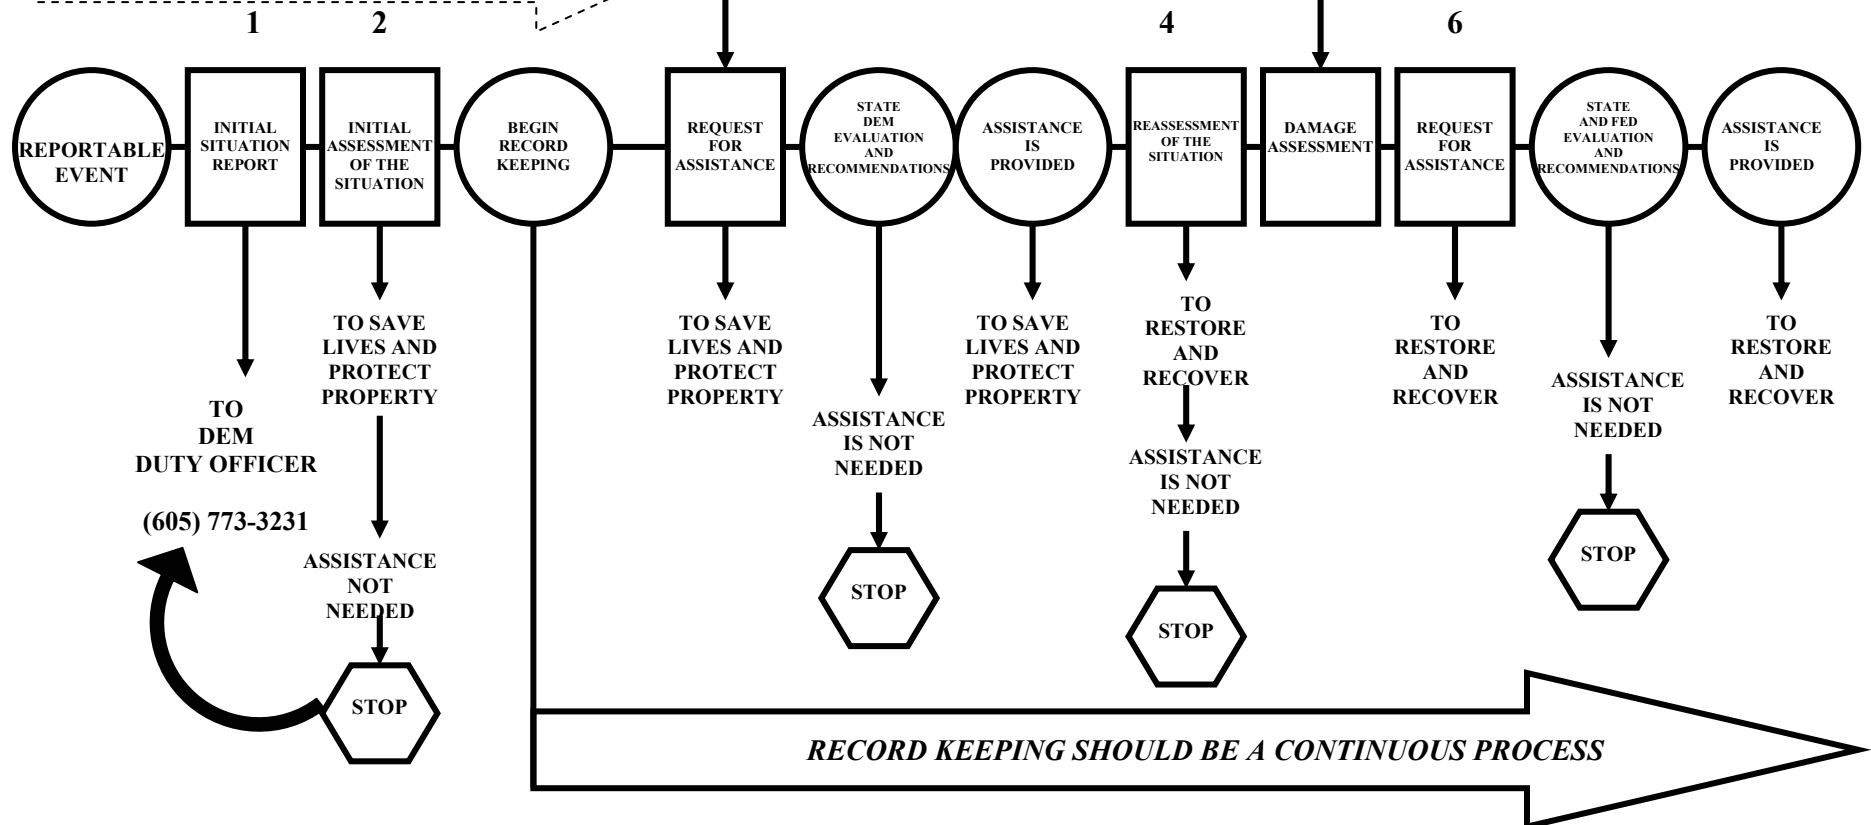 1
2
4
6
REPORTABLE
EVENT
INITIAL
SITUATION
REPORT
INITIAL
ASSESSMENT
OF THE
SITUATION
BEGIN
RECORD
KEEPING
REQUEST
FOR
ASSISTANCE
STATE
DEM
EVALUATION
AND
RECOMMENDATIONS
ASSISTANCE
IS
PROVIDED
REASSESSMENT
OF THE
SITUATION
DAMAGE
ASSESSMENT
REQUEST
FOR
ASSISTANCE
STATE
AND FED
EVALUATION
AND
RECOMMENDATIONS
ASSISTANCE
IS
PROVIDED
TO
DEM
DUTY OFFICER
(605) 773-3231
TO SAVE
LIVES AND
PROTECT
PROPERTY
ASSISTANCE
NOT
NEEDED
STOP
TO SAVE
LIVES AND
PROTECT
PROPERTY
ASSISTANCE
IS NOT
NEEDED
STOP
TO SAVE
LIVES AND
PROTECT
PROPERTY
TO
RESTORE
AND
RECOVER
ASSISTANCE
IS NOT
NEEDED
STOP
TO
RESTORE
AND
RECOVER
ASSISTANCE
IS NOT
NEEDED
STOP
TO
RESTORE
AND
RECOVER
RECORD KEEPING SHOULD BE A CONTINUOUS PROCESS